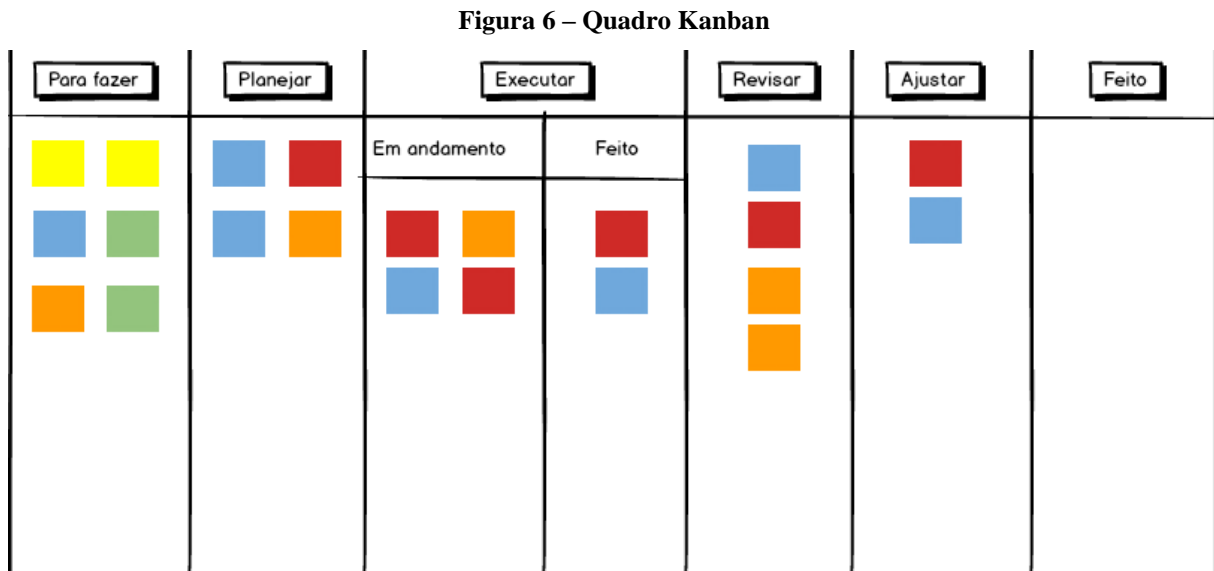 Figura 6 – Quadro Kanban
Para fazer
Planejar
Executar
Revisar
Ajustar
Feito
Em andamento
Feito